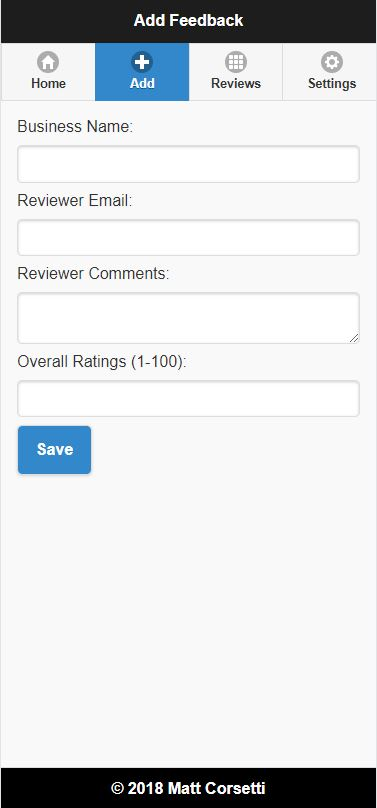 Add Feedback
Home Add Reviews Settings
Business Name:
Reviewer Email:
Reviewer Comments:
Overall Ratings (1-100):
Save
© 2018 Matt Corsetti